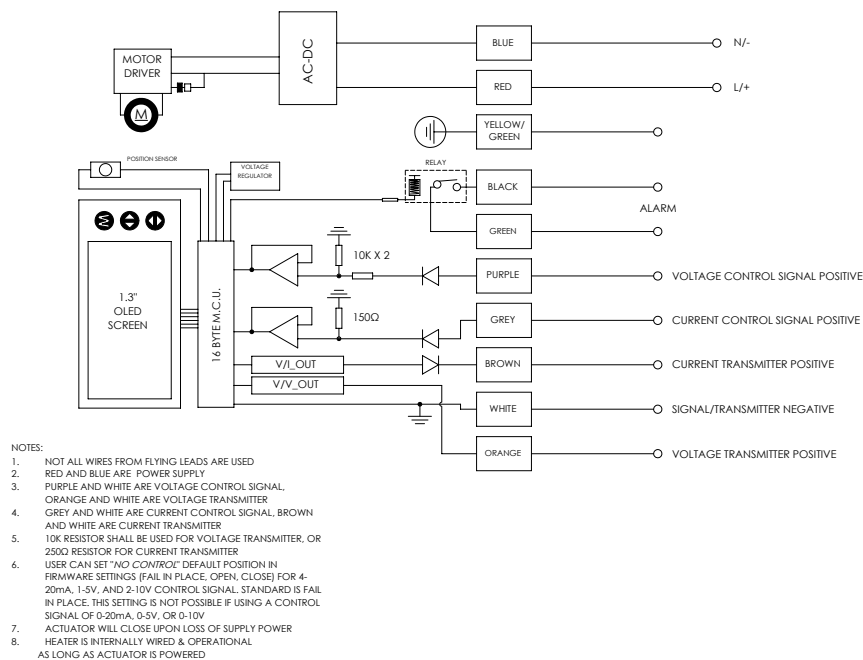 AC-DC
BLUE
N/-
MOTOR
DRIVER
M
RED
L/+
YELLOW/
GREEN
POSITION SENSOR
VOLTAGE
REGULATOR
RELAY
BLACK
ALARM
GREEN
10K X 2
PURPLE
VOLTAGE CONTROL SIGNAL POSITIVE
1.3"
OLED
SCREEN
16 BYTE M.C.U.
150Ω
GREY
CURRENT CONTROL SIGNAL POSITIVE
V/I_OUT
BROWN
CURRENT TRANSMITTER POSITIVE
V/V_OUT
WHITE
SIGNAL/TRANSMITTER NEGATIVE
ORANGE
VOLTAGE TRANSMITTER POSITIVE
NOTES:
1. NOT ALL WIRES FROM FLYING LEADS ARE USED
2. RED AND BLUE ARE POWER SUPPLY
3. PURPLE AND WHITE ARE VOLTAGE CONTROL SIGNAL,
ORANGE AND WHITE ARE VOLTAGE TRANSMITTER
4. GREY AND WHITE ARE CURRENT CONTROL SIGNAL, BROWN
AND WHITE ARE CURRENT TRANSMITTER
5. 10K RESISTOR SHALL BE USED FOR VOLTAGE TRANSMITTER, OR
250Ω RESISTOR FOR CURRENT TRANSMITTER
6. USER CAN SET "NO CONTROL" DEFAULT POSITION IN
FIRMWARE SETTINGS (FAIL IN PLACE, OPEN, CLOSE) FOR 4-
20mA, 1-5V, AND 2-10V CONTROL SIGNAL. STANDARD IS FAIL
IN PLACE. THIS SETTING IS NOT POSSIBLE IF USING A CONTROL
SIGNAL OF 0-20mA, 0-5V, OR 0-10V
7. ACTUATOR WILL CLOSE UPON LOSS OF SUPPLY POWER
8. HEATER IS INTERNALLY WIRED & OPERATIONAL
AS LONG AS ACTUATOR IS POWERED